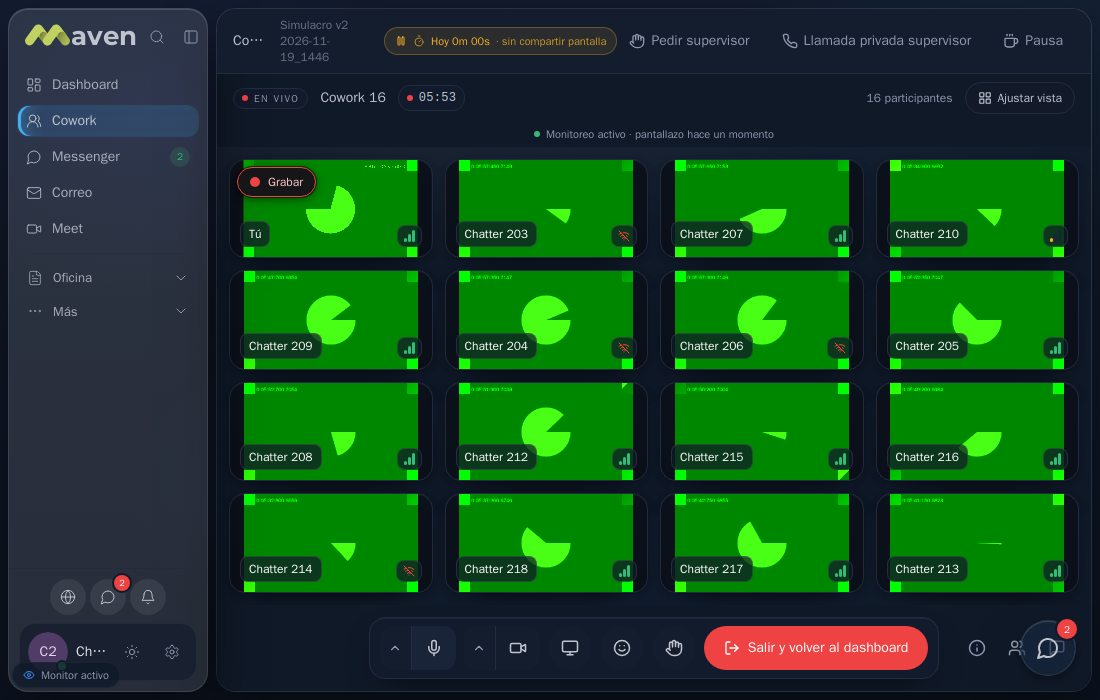 Maven
Dashboard
Cowork
Messenger 2
Correo
Meet
Oficina
Más
2
C2 Ch···
Monitor activo
Co···
Simulacro v2
2026-11-
19_1446
Hoy 0m 00s · sin compartir pantalla
Pedir supervisor
Llamada privada supervisor
Pausa
EN VIVO
Cowork 16
05:53
16 participantes
Ajustar vista
Monitoreo activo · pantallazo hace un momento
Grabar
Tú
Chatter 203
Chatter 207
Chatter 210
Chatter 209
Chatter 204
Chatter 206
Chatter 205
Chatter 208
Chatter 212
Chatter 215
Chatter 216
Chatter 214
Chatter 218
Chatter 217
Chatter 213
Salir y volver al dashboard
2